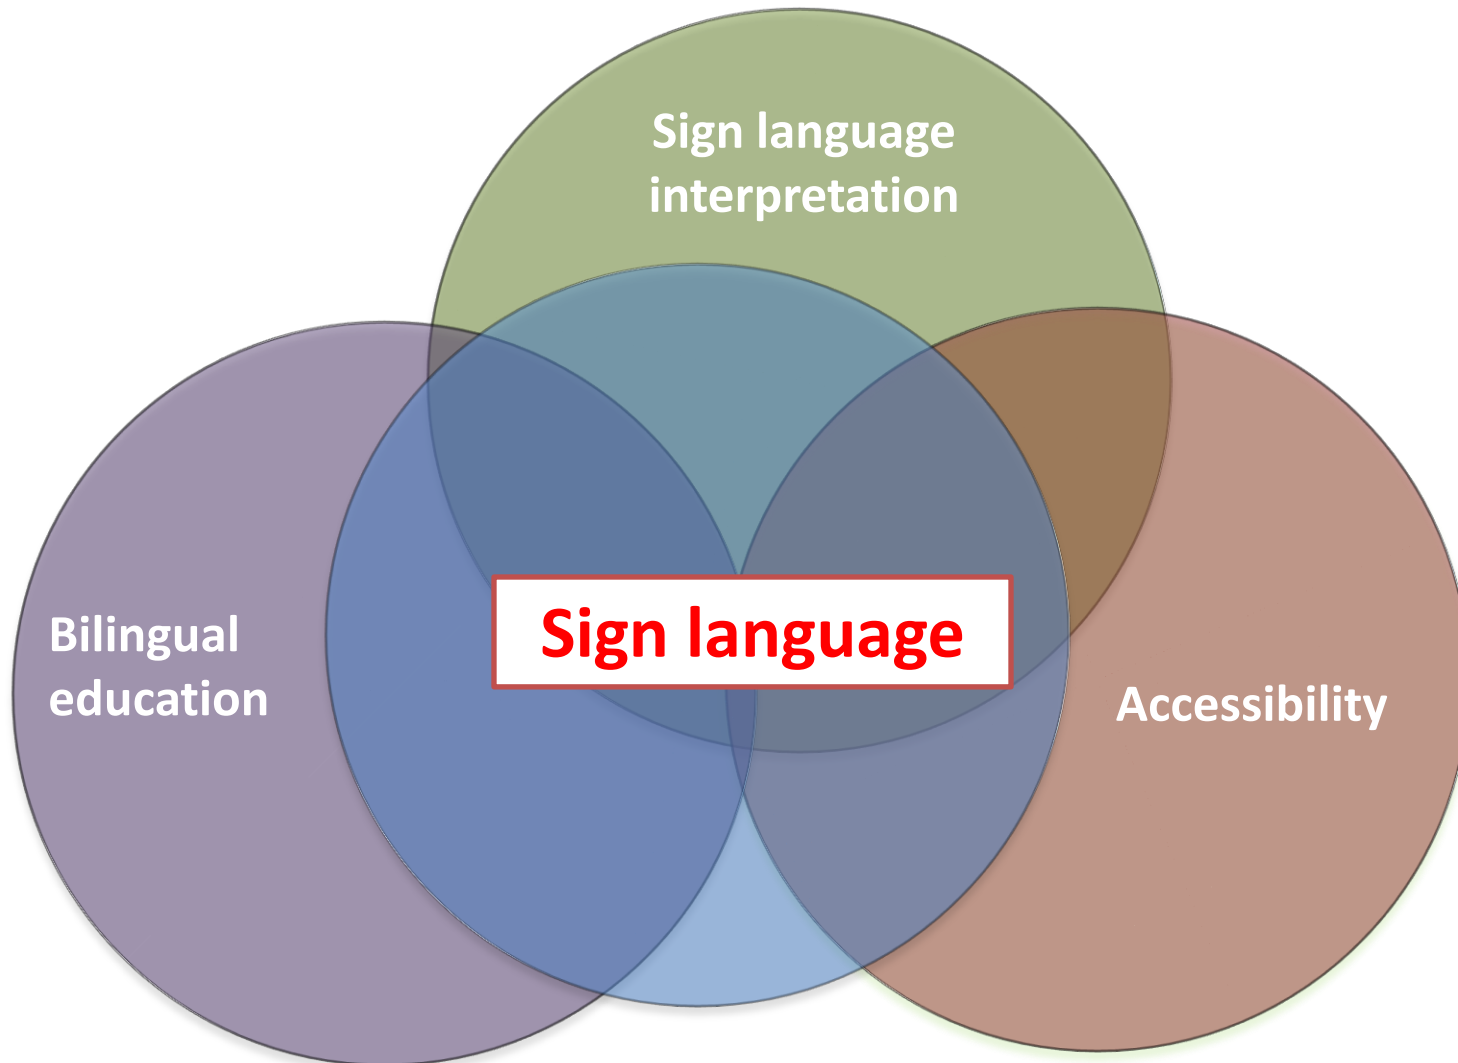 Sign language
interpretation
Bilingual
education
Sign language
Accessibility